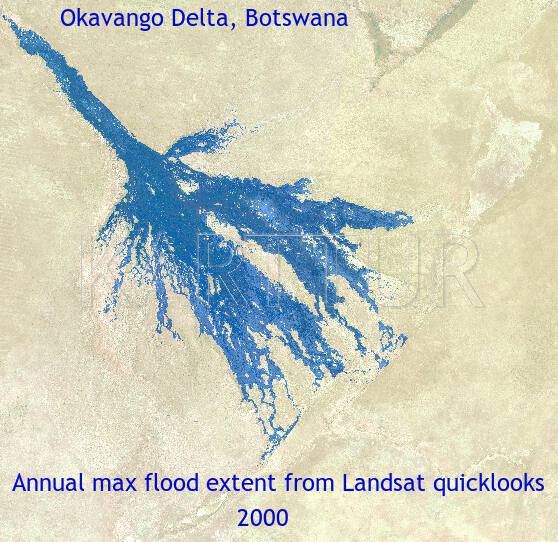 Okavango Delta, Botswana
KARTTUR
Annual max flood extent from Landsat quicklooks
2000